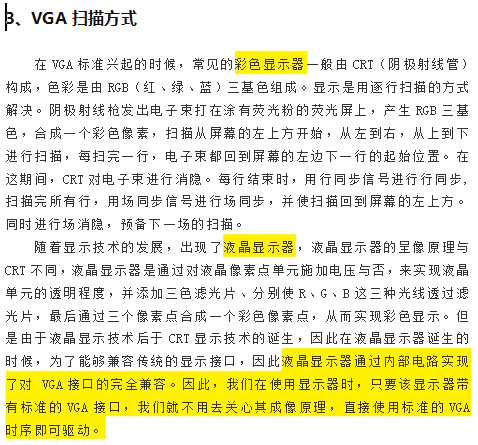 3、VGA 扫描方式
在 VGA 标准兴起的时候，常见的彩色显示器一般由 CRT（阴极射线管）
构成，色彩是由 RGB（红、绿、蓝）三基色组成。显示是用逐行扫描的方式
解决。阴极射线枪发出电子束打在涂有荧光粉的荧光屏上，产生 RGB 三基
色，合成一个彩色像素，扫描从屏幕的左上方开始，从左到右，从上到下
进行扫描，每扫完一行，电子束都回到屏幕的左边下一行的起始位置。在
这期间，CRT 对电子束进行消隐。每行结束时，用行同步信号进行行同步，
扫描完所有行，用场同步信号进行场同步，并使扫描回到屏幕的左上方。
同时进行场消隐，预备下一场的扫描。
随着显示技术的发展，出现了液晶显示器，液晶显示器的呈像原理与
CRT 不同，液晶显示器是通过对液晶像素点单元施加电压与否，来实现液晶
单元的透明程度，并添加三色滤光片、分别使 R、G、B 这三种光线透过滤
光片，最后通过三个像素点合成一个彩色像素点，从而实现彩色显示。但
是由于液晶显示技术后于 CRT 显示技术的诞生，因此在液晶显示器诞生的
时候，为了能够兼容传统的显示接口，因此液晶显示器通过内部电路实现
了对 VGA 接口的完全兼容。因此，我们在使用显示器时，只要该显示器带
有标准的 VGA 接口，我们就不用去关心其成像原理，直接使用标准的 VGA
时序即可驱动。